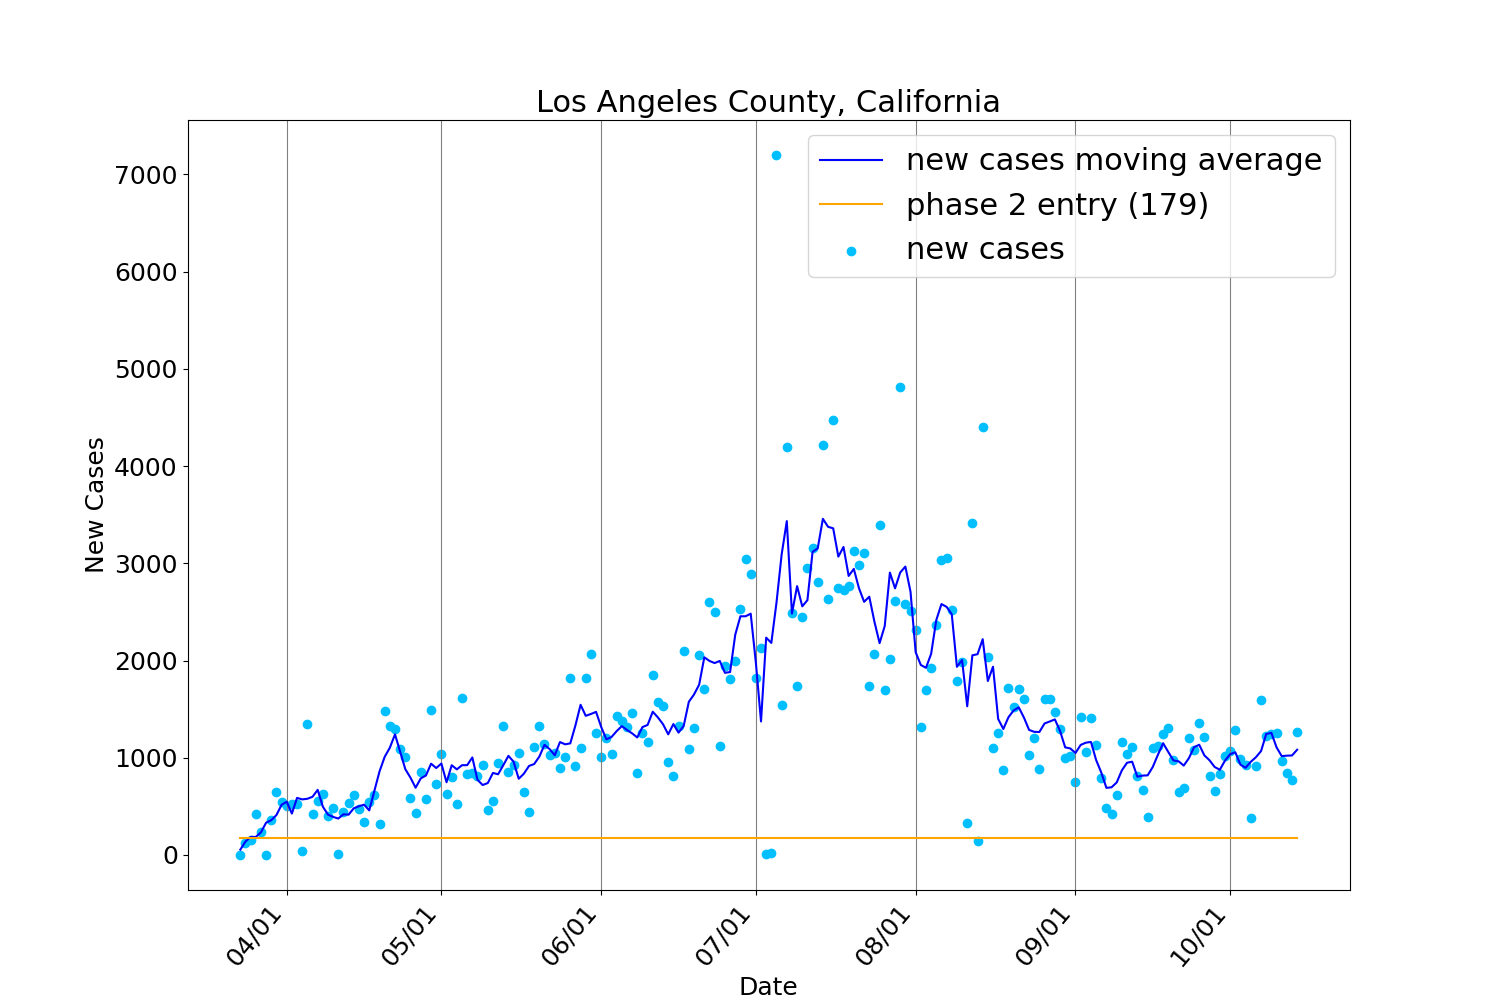 Los Angeles County, California
new cases moving average
phase 2 entry (179)
new cases
7000
6000
5000
4000
3000
2000
1000
0
New Cases
04/01
05/01
06/01
07/01
08/01
09/01
10/01
Date